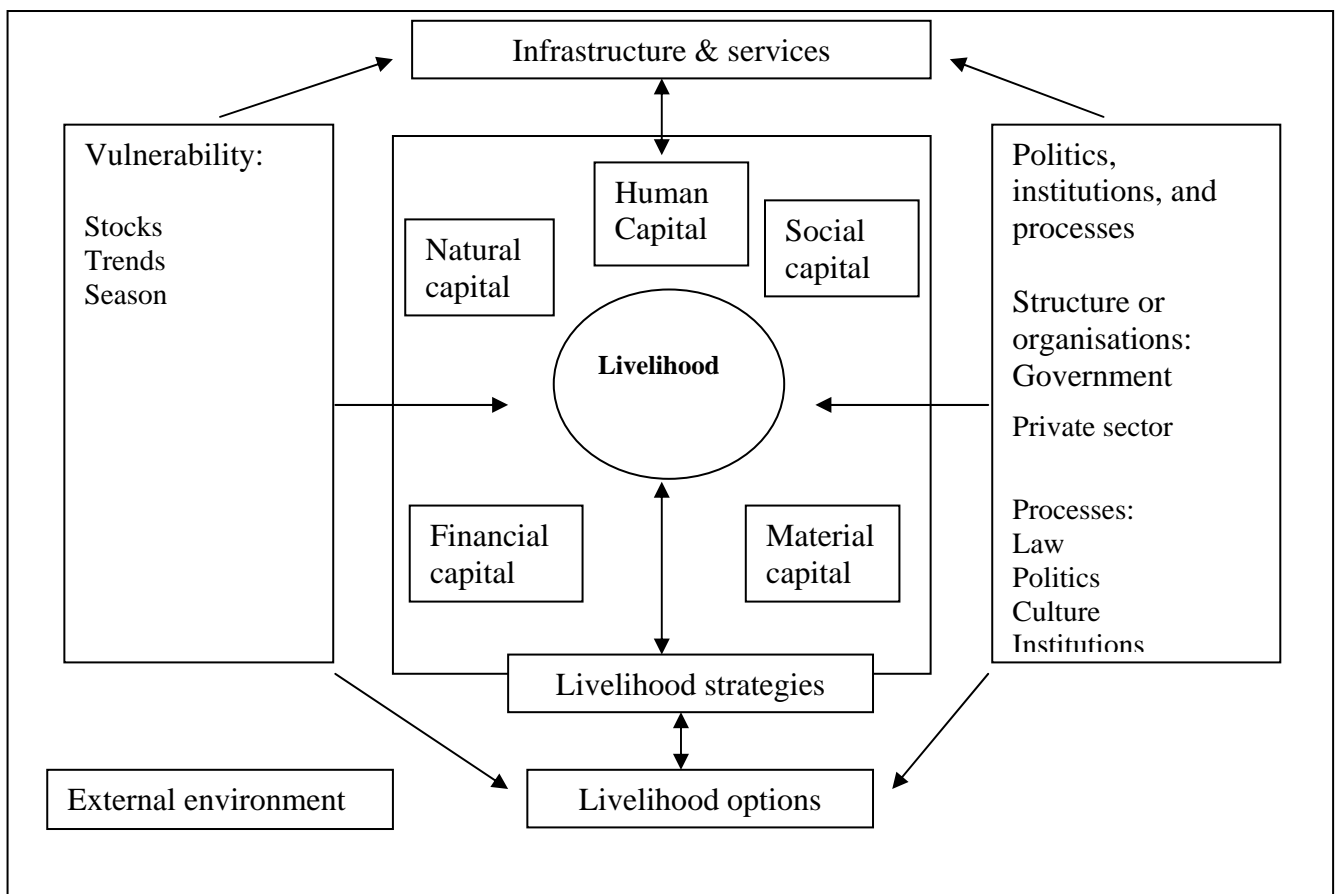 Infrastructure & services
Vulnerability:
Stocks
Trends
Season
Human
Capital
Social
capital
Natural
capital
Livelihood
Financial
capital
Material
capital
Politics,
institutions, and
processes
Structure or
organisations:
Government
Private sector
Processes:
Law
Politics
Culture
Institutions
Livelihood strategies
Livelihood options
External environment